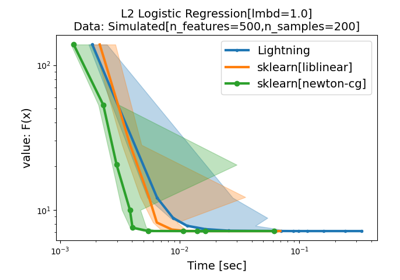 L2 Logistic Regression[lmbd=1.0]
Data: Simulated[n_features=500,n_samples=200]
Lightning
sklearn[liblinear]
sklearn[newton-cg]
value: F(x)
10²
10¹
10⁻³
10⁻²
10⁻¹
Time [sec]